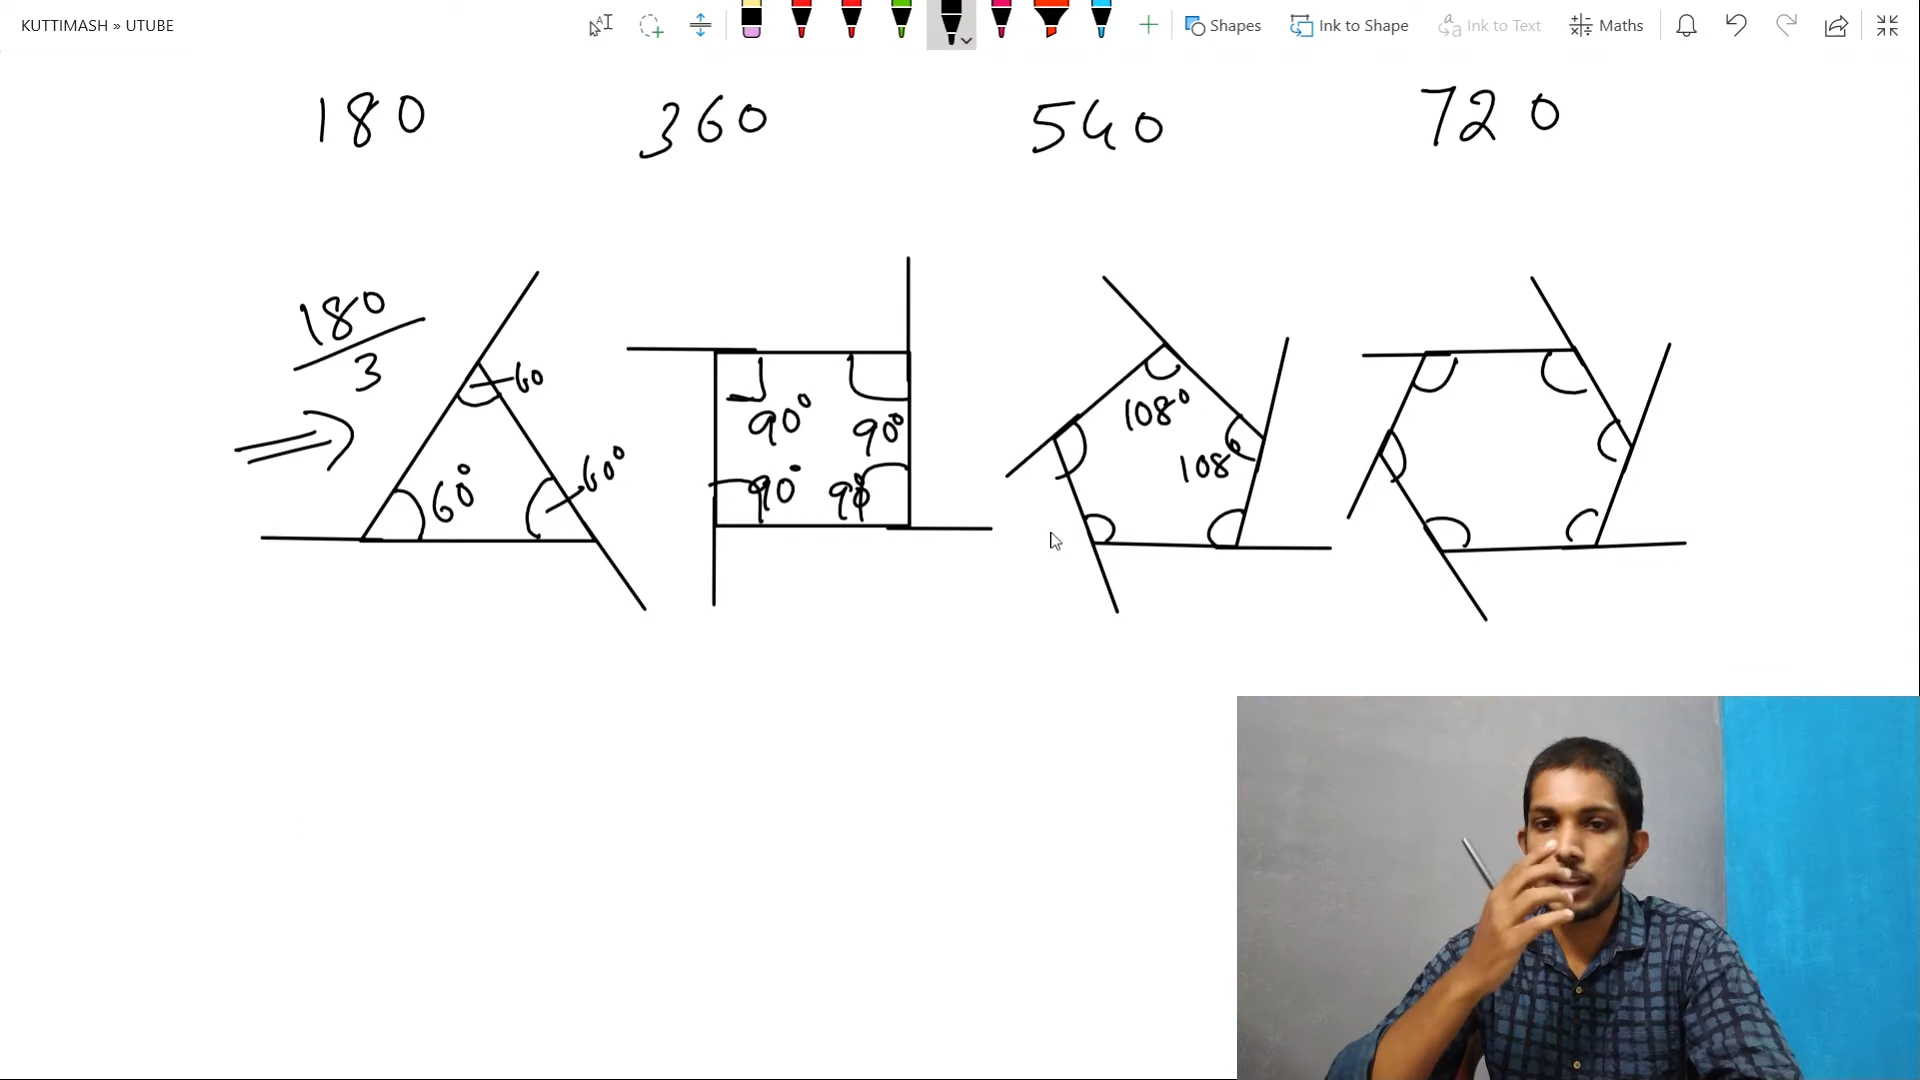 KUTTIMASH » UTUBE
Shapes
Ink to Shape
Ink to Text
Maths
180 360 540 720
180
3
60
60°
60°
90° 90°
90° 90°
108°
108°